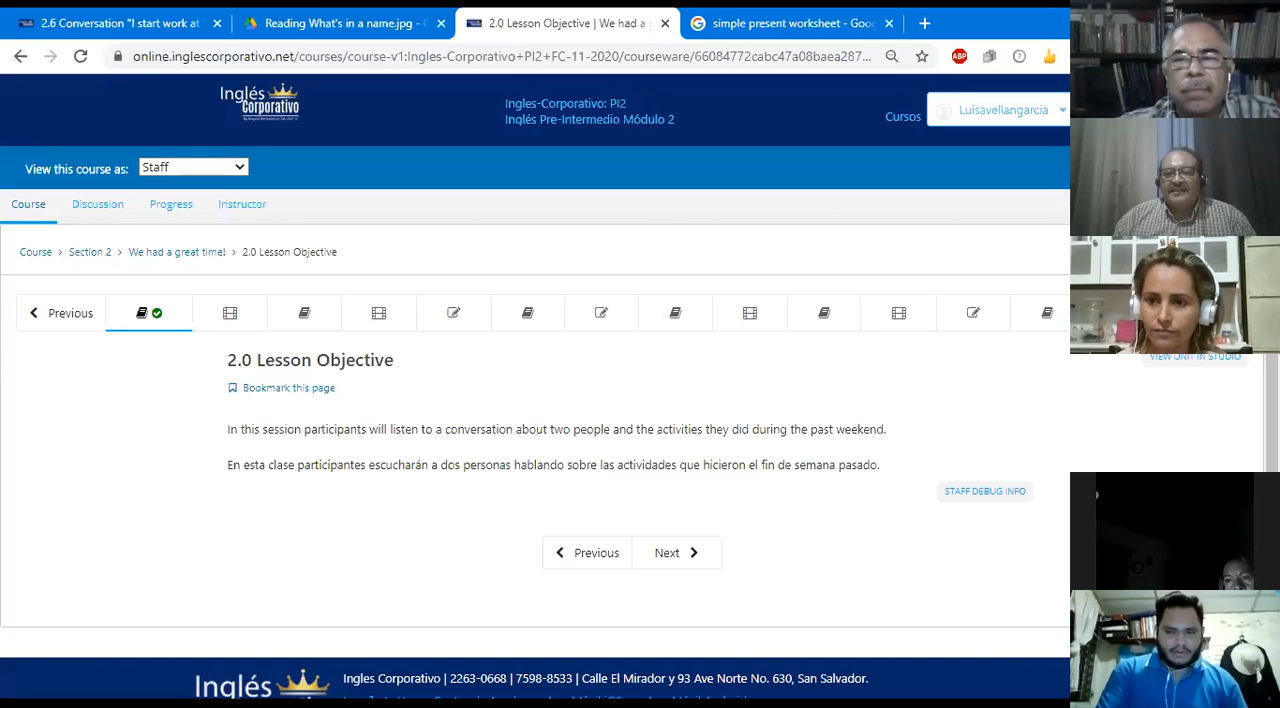 2.6 Conversation "I start work at
Reading What's in a name.jpg - G
2.0 Lesson Objective | We had a g
simple present worksheet - Goog
online.inglescorporativo.net/courses/course-v1:Ingles-Corporativo+PI2+FC-11-2020/courseware/66084772cabc47a08baea287...
ABP
Inglés
Corporativo
Ingles-Corporativo: PI2
Inglés Pre-Intermedio Módulo 2
Cursos
Luisavellangarcia
View this course as:
Staff
Course
Discussion
Progress
Instructor
Course > Section 2 > We had a great time! > 2.0 Lesson Objective
Previous
2.0 Lesson Objective
VIEW UNIT IN STUDIO
Bookmark this page
In this session participants will listen to a conversation about two people and the activities they did during the past weekend.
En esta clase participantes escucharán a dos personas hablando sobre las actividades que hicieron el fin de semana pasado.
STAFF DEBUG INFO
Previous
Next
Inglés
Ingles Corporativo | 2263-0668 | 7598-8533 | Calle El Mirador y 93 Ave Norte No. 630, San Salvador.